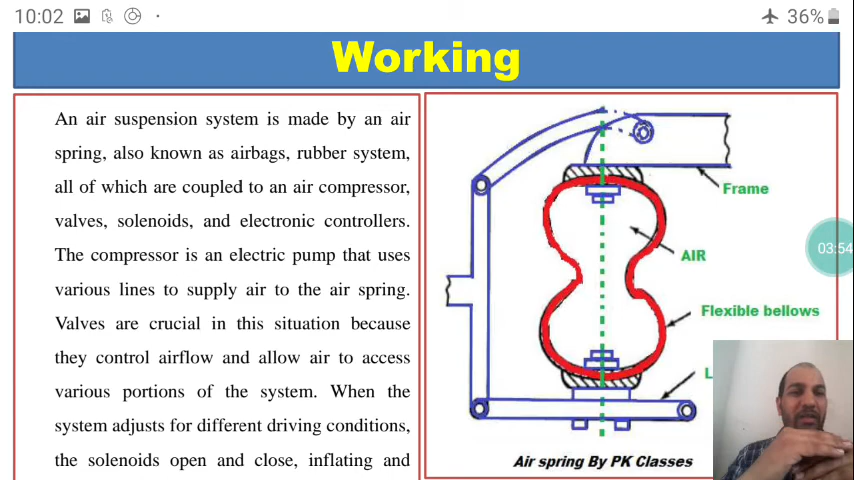 10:02
36%
Working
An air suspension system is made by an air
spring, also known as airbags, rubber system,
all of which are coupled to an air compressor,
valves, solenoids, and electronic controllers.
The compressor is an electric pump that uses
various lines to supply air to the air spring.
Valves are crucial in this situation because
they control airflow and allow air to access
various portions of the system. When the
system adjusts for different driving conditions,
the solenoids open and close, inflating and
Frame
03:54
AIR
Flexible bellows
L
Air spring By PK Classes